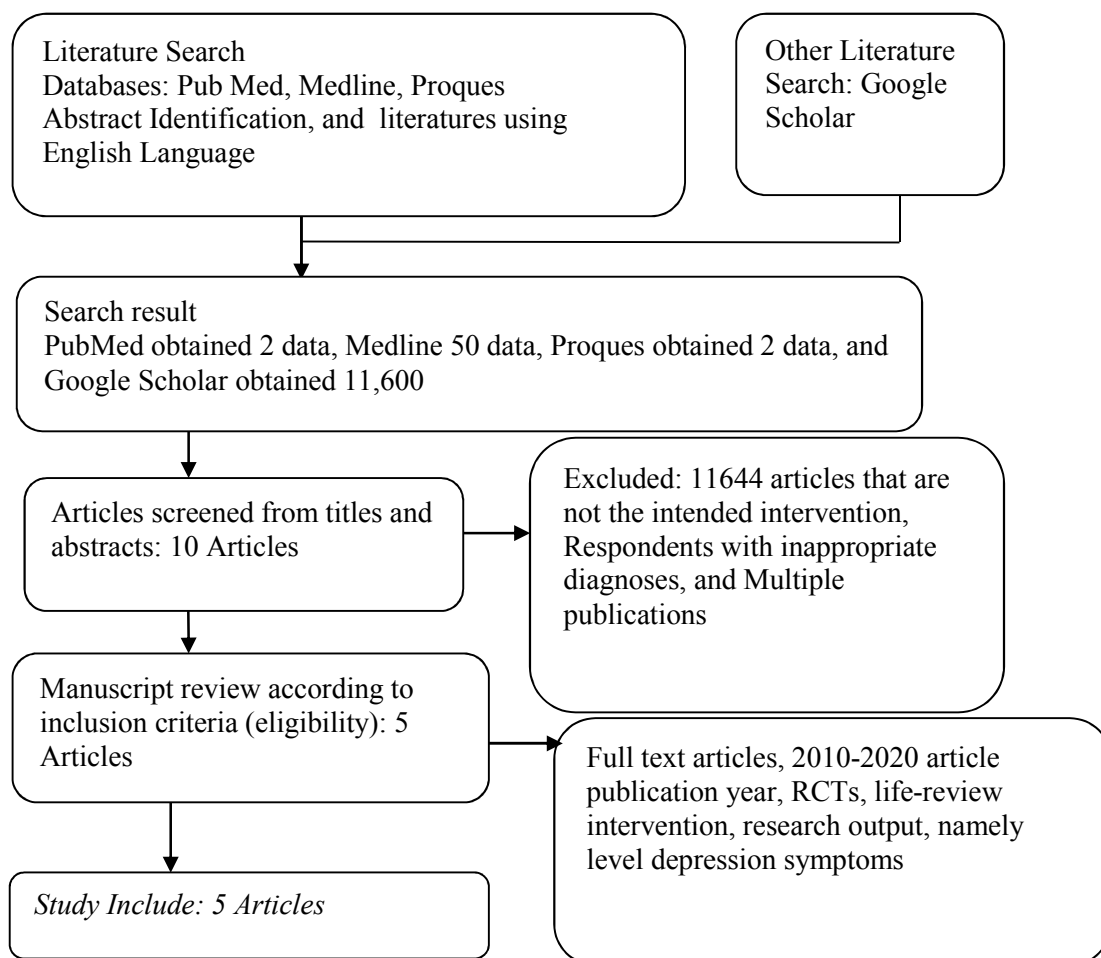 Literature Search
Databases: Pub Med, Medline, Proques
Abstract Identification, and literatures using
English Language
Other Literature
Search: Google
Scholar
Search result
PubMed obtained 2 data, Medline 50 data, Proques obtained 2 data, and
Google Scholar obtained 11,600
Articles screened from titles and
abstracts: 10 Articles
Excluded: 11644 articles that are
not the intended intervention,
Respondents with inappropriate
diagnoses, and Multiple
publications
Manuscript review according to
inclusion criteria (eligibility): 5
Articles
Full text articles, 2010-2020 article
publication year, RCTs, life-review
intervention, research output, namely
level depression symptoms
Study Include: 5 Articles